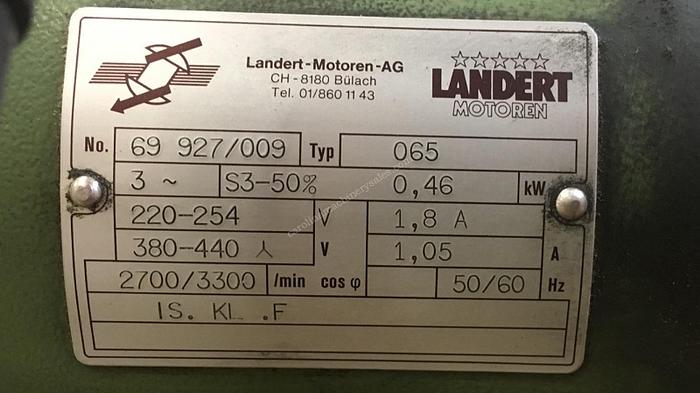 Landert-Motoren-AG
CH - 8180 Bülach
Tel. 01/860 11 43
LANDERT
MOTOREN
No. 69 927/009 Typ 065
3 ~ S3-50% 0,46 kW
220-254 V 1,8 A
380-440 ⅄ V 1,05 A
2700/3300 /min cos φ 50/60 Hz
IS. KL .F